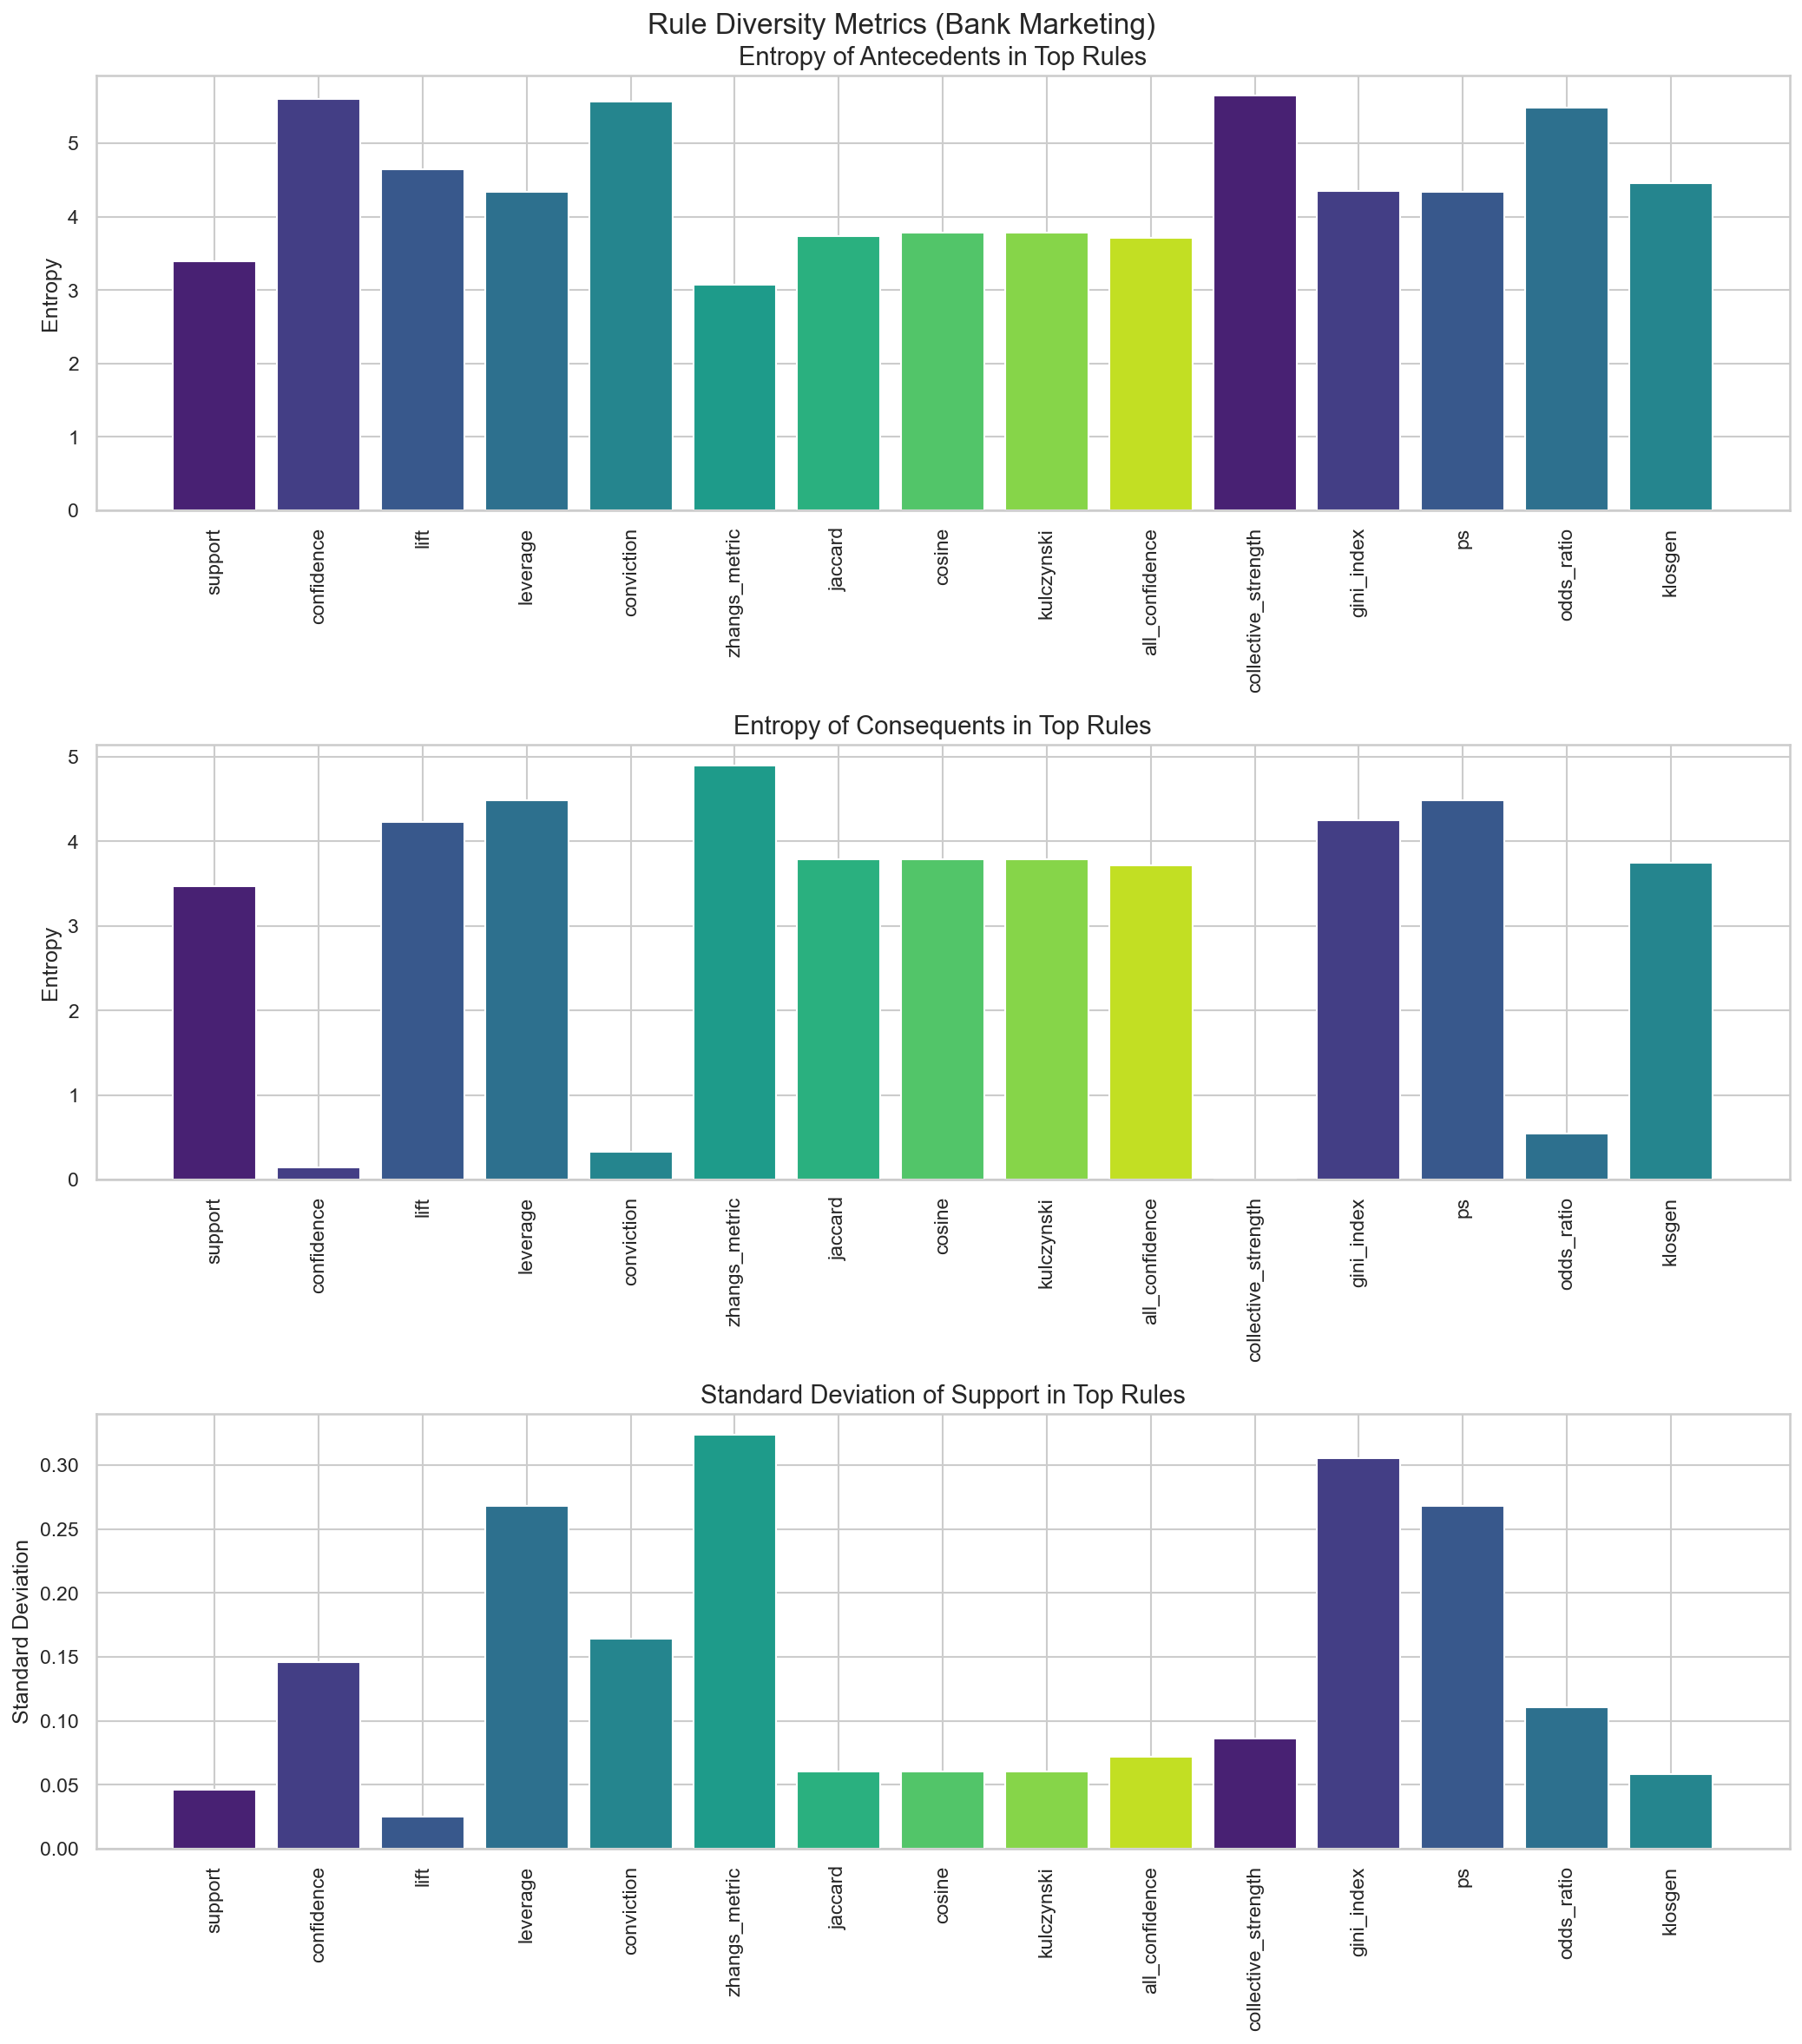 Rule Diversity Metrics (Bank Marketing)
Entropy of Antecedents in Top Rules
Entropy
5
4
3
2
1
0
support
confidence
lift
leverage
conviction
zhangs_metric
jaccard
cosine
kulczynski
all_confidence
collective_strength
gini_index
ps
odds_ratio
klosgen
Entropy of Consequents in Top Rules
Entropy
5
4
3
2
1
0
support
confidence
lift
leverage
conviction
zhangs_metric
jaccard
cosine
kulczynski
all_confidence
collective_strength
gini_index
ps
odds_ratio
klosgen
Standard Deviation of Support in Top Rules
Standard Deviation
0.30
0.25
0.20
0.15
0.10
0.05
0.00
support
confidence
lift
leverage
conviction
zhangs_metric
jaccard
cosine
kulczynski
all_confidence
collective_strength
gini_index
ps
odds_ratio
klosgen